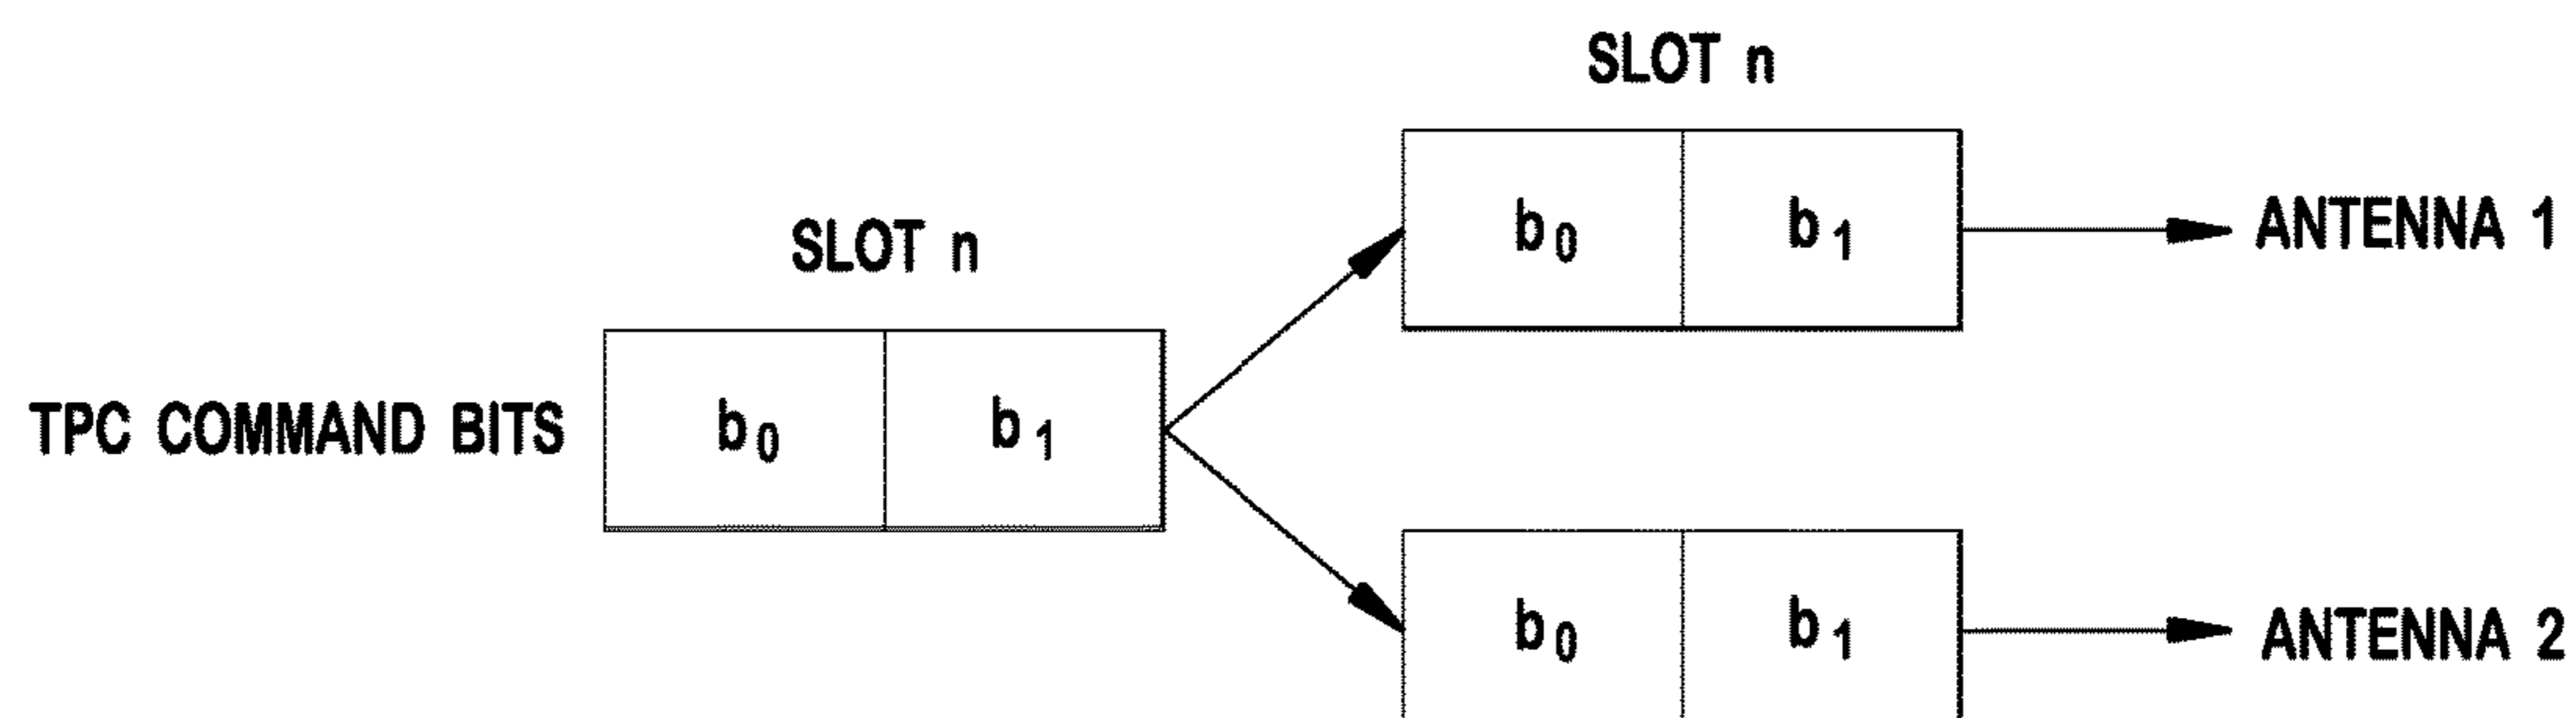 SLOT n
SLOT n
b0 b1 ANTENNA 1
TPC COMMAND BITS b0 b1
b0 b1 ANTENNA 2